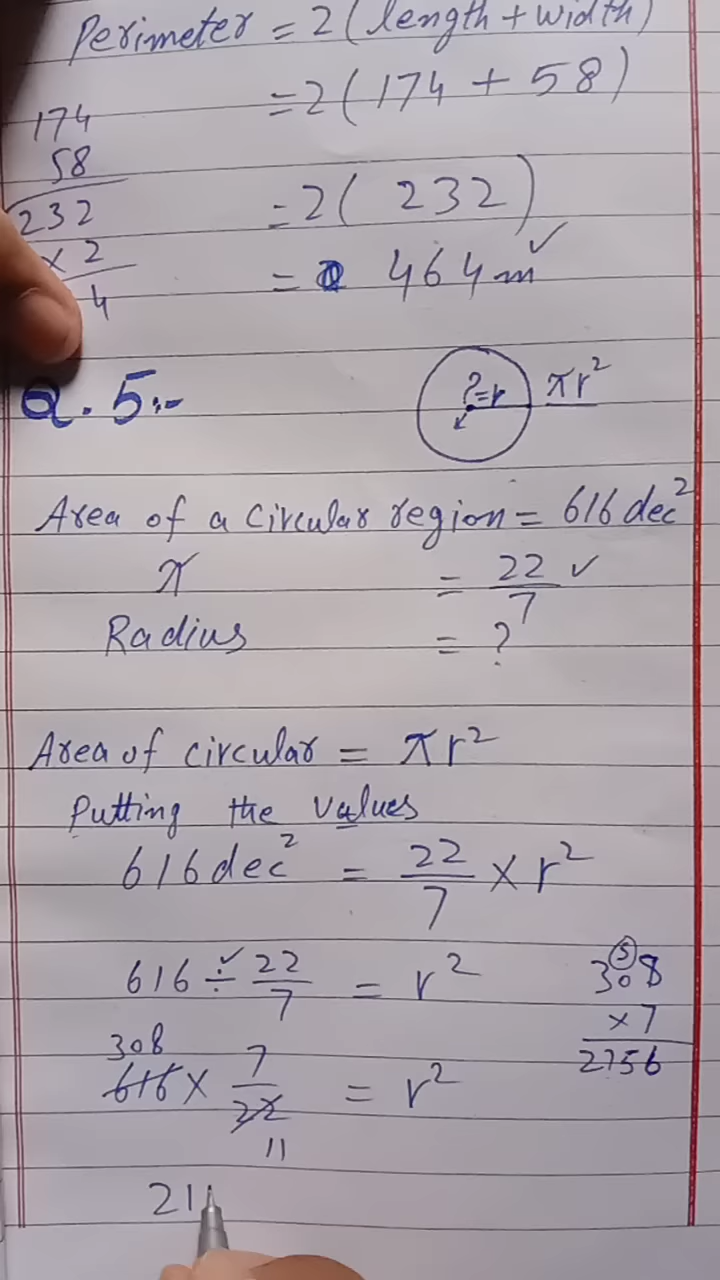 Perimeter = 2(length + width)
= 2(174 + 58)
174
58
232
× 2
4
= 2( 232)
= 464m ✓
Q.5:-
?=r πr²
Area of a circular region = 616 dec²
π = 22/7 ✓
Radius = ?
Area of circular = πr²
Putting the values
616 dec² = 22/7 × r²
616 ÷ 22/7 = r²
308
616 × 7/22 = r²
11
5
308
×7
2156
21